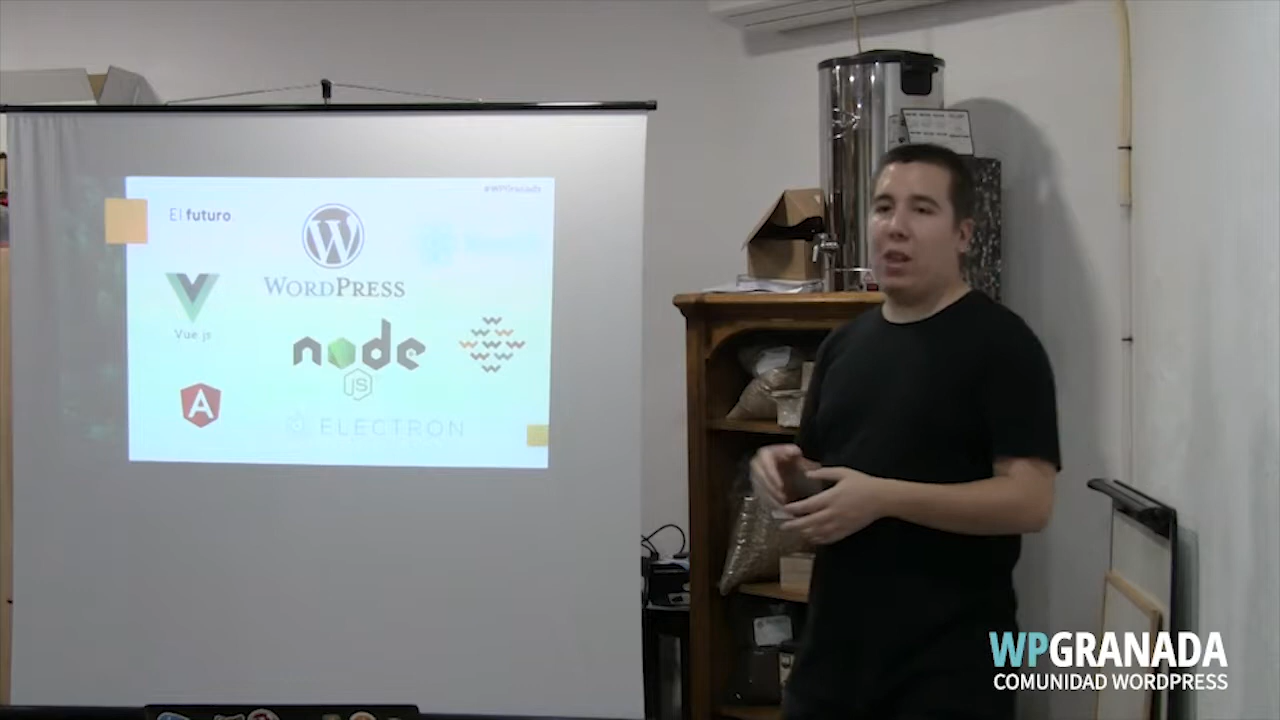 #WPGranada
El futuro
WORDPRESS
Vue js
node
JS
ELECTRON
WPGRANADA
COMUNIDAD WORDPRESS